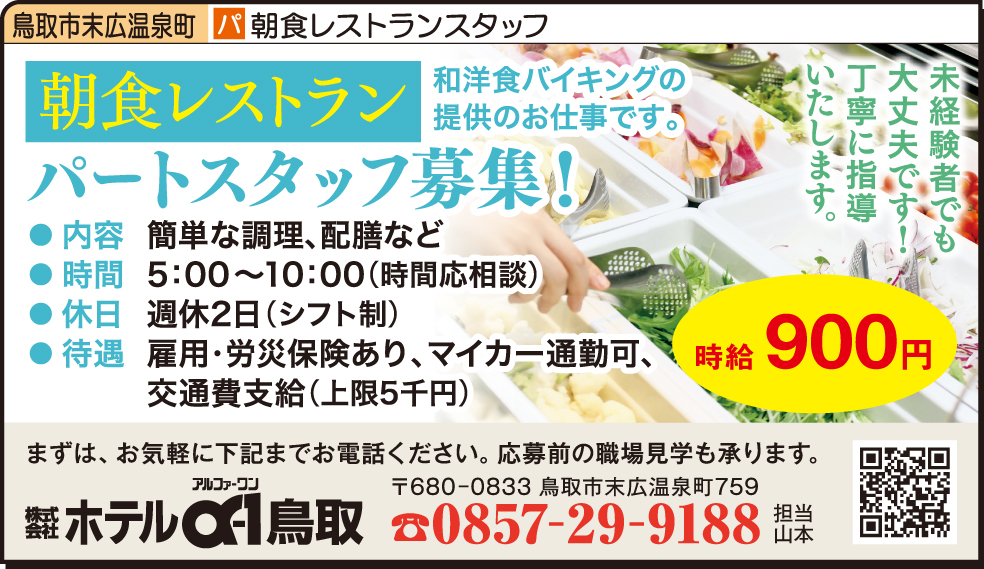 鳥取市末広温泉町 パ 朝食レストランスタッフ
朝食レストラン
和洋食バイキングの
提供のお仕事です。
パートスタッフ募集！
未経験者でも
大丈夫です！
丁寧に指導
いたします。
● 内容 簡単な調理、配膳など
● 時間 5：00〜10：00（時間応相談）
● 休日 週休2日（シフト制）
● 待遇 雇用・労災保険あり、マイカー通勤可、
交通費支給（上限5千円）
時給 900円
まずは、お気軽に下記までお電話ください。応募前の職場見学も承ります。
アルファーワン
株式会社 ホテルα-1鳥取
〒680-0833 鳥取市末広温泉町759
☎0857-29-9188 担当 山本